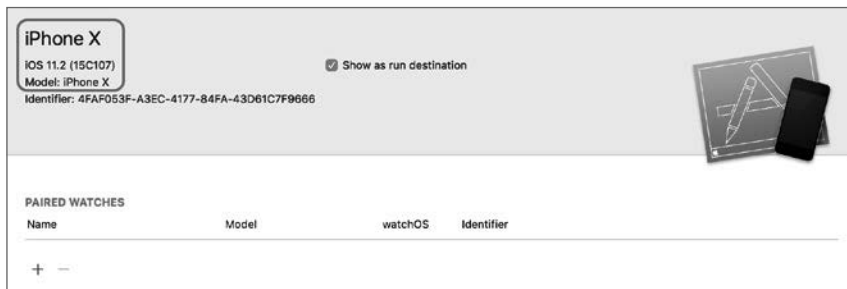 iPhone X
iOS 11.2 (15C107)
Show as run destination
Model: iPhone X
Identifier: 4FAF053F-A3EC-4177-84FA-43D61C7F9666
PAIRED WATCHES
Name Model watchOS Identifier
+ −